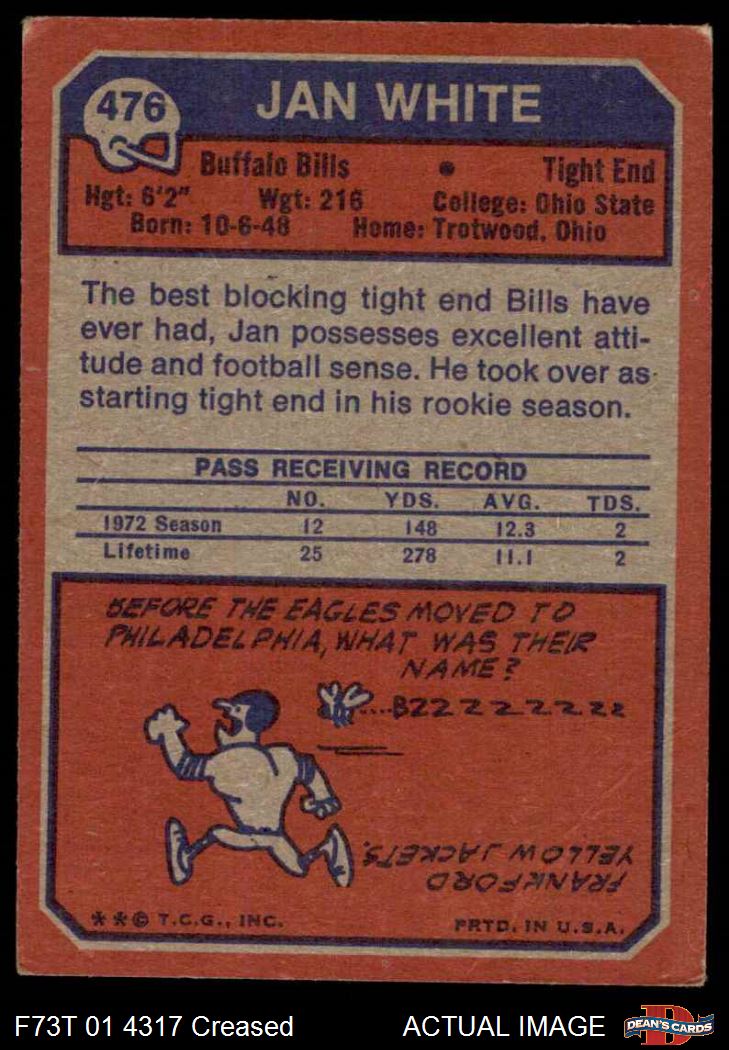 476
JAN WHITE
Buffalo Bills • Tight End
Hgt: 6'2" Wgt: 216 College: Ohio State
Born: 10-6-48 Home: Trotwood, Ohio
The best blocking tight end Bills have
ever had, Jan possesses excellent atti-
tude and football sense. He took over as
starting tight end in his rookie season.
PASS RECEIVING RECORD
NO. YDS. AVG. TDS.
1972 Season 12 148 12.3 2
Lifetime 25 278 11.1 2
BEFORE THE EAGLES MOVED TO
PHILADELPHIA, WHAT WAS THEIR
NAME?
....BZZZZZZZZZ
FRANKFORD
YELLOW JACKETS.
**© T.C.G., INC. PRTD. IN U.S.A.
F73T 01 4317 Creased ACTUAL IMAGE
D
DEAN'S CARDS